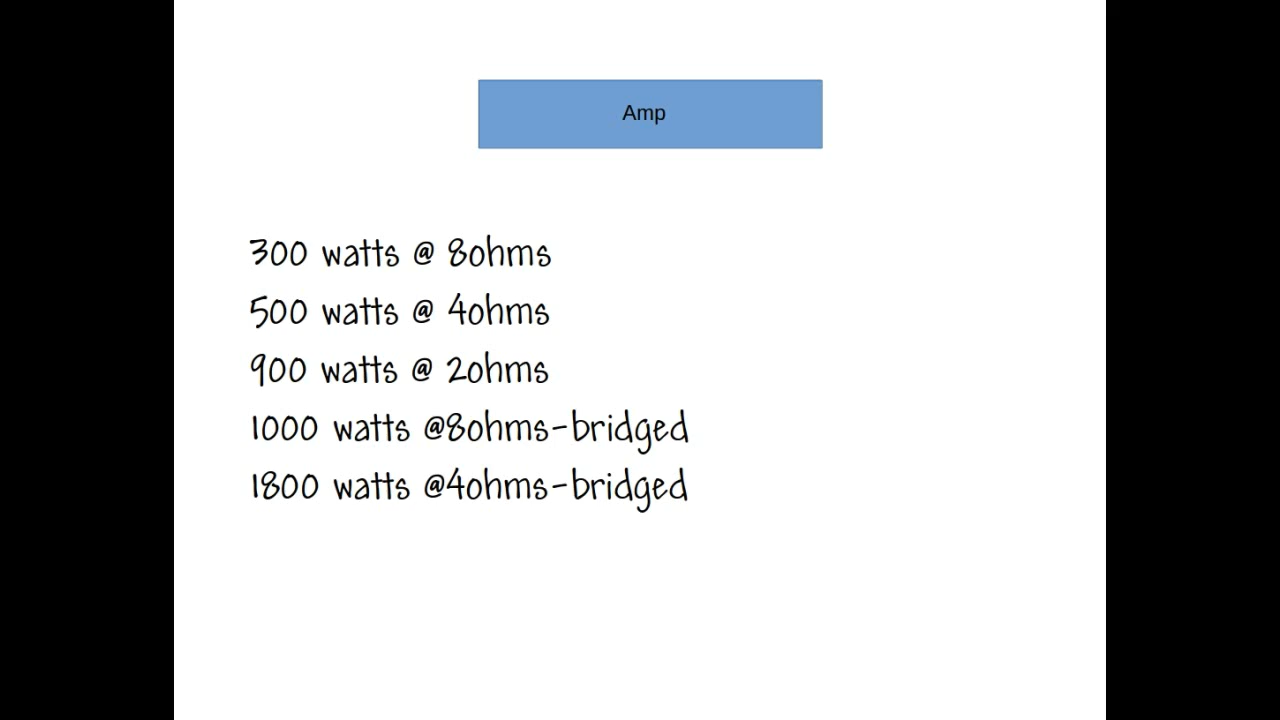 Amp
300 watts @ 8ohms
500 watts @ 4ohms
900 watts @ 2ohms
1000 watts @8ohms-bridged
1800 watts @4ohms-bridged